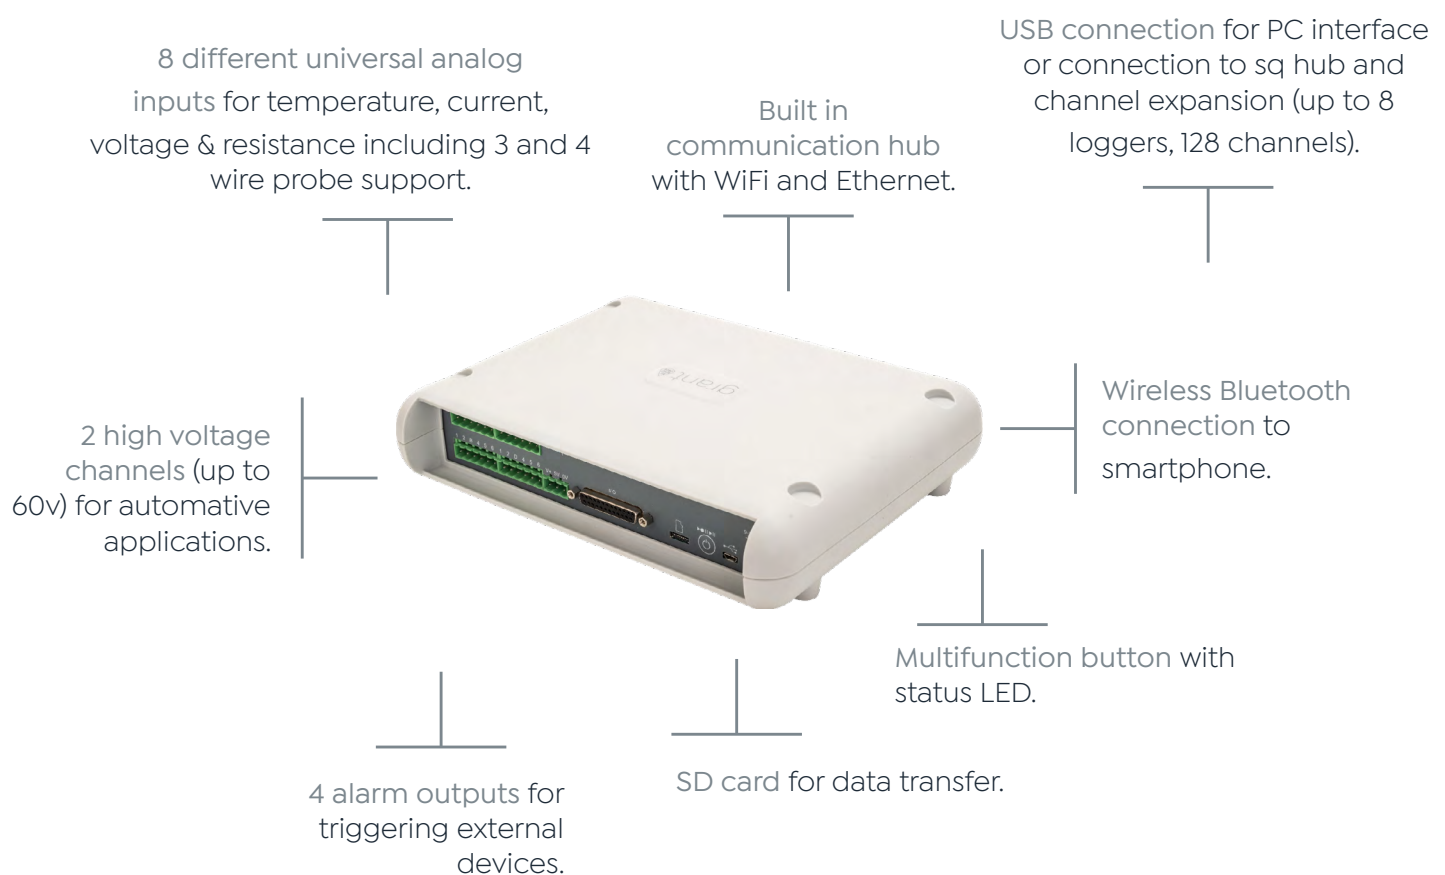 8 different universal analog
inputs for temperature, current,
voltage & resistance including 3 and 4
wire probe support.
Built in
communication hub
with WiFi and Ethernet.
USB connection for PC interface
or connection to sq hub and
channel expansion (up to 8
loggers, 128 channels).
grant
2 high voltage
channels (up to
60v) for automative
applications.
Wireless Bluetooth
connection to
smartphone.
Multifunction button with
status LED.
4 alarm outputs for
triggering external
devices.
SD card for data transfer.